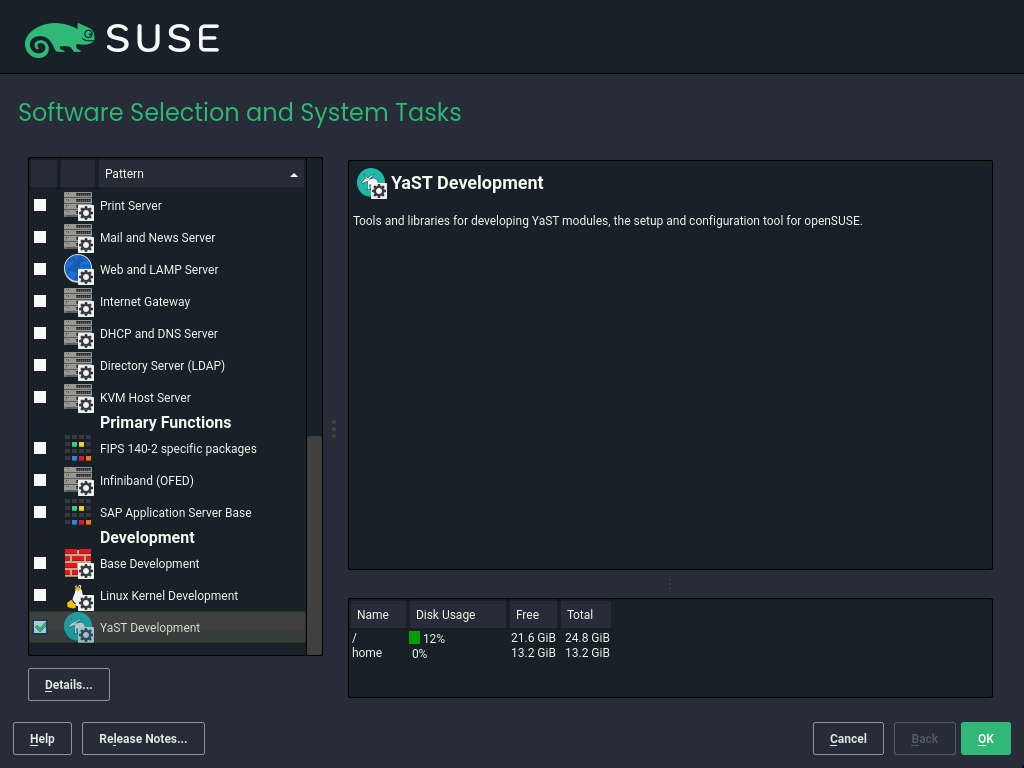 SUSE
Software Selection and System Tasks
Pattern
Print Server
Mail and News Server
Web and LAMP Server
Internet Gateway
DHCP and DNS Server
Directory Server (LDAP)
KVM Host Server
Primary Functions
FIPS 140-2 specific packages
Infiniband (OFED)
SAP Application Server Base
Development
Base Development
Linux Kernel Development
YaST Development
Details...
YaST Development
Tools and libraries for developing YaST modules, the setup and configuration tool for openSUSE.
Name Disk Usage Free Total
/ 12% 21.6 GiB 24.8 GiB
home 0% 13.2 GiB 13.2 GiB
Help Release Notes... Cancel Back OK